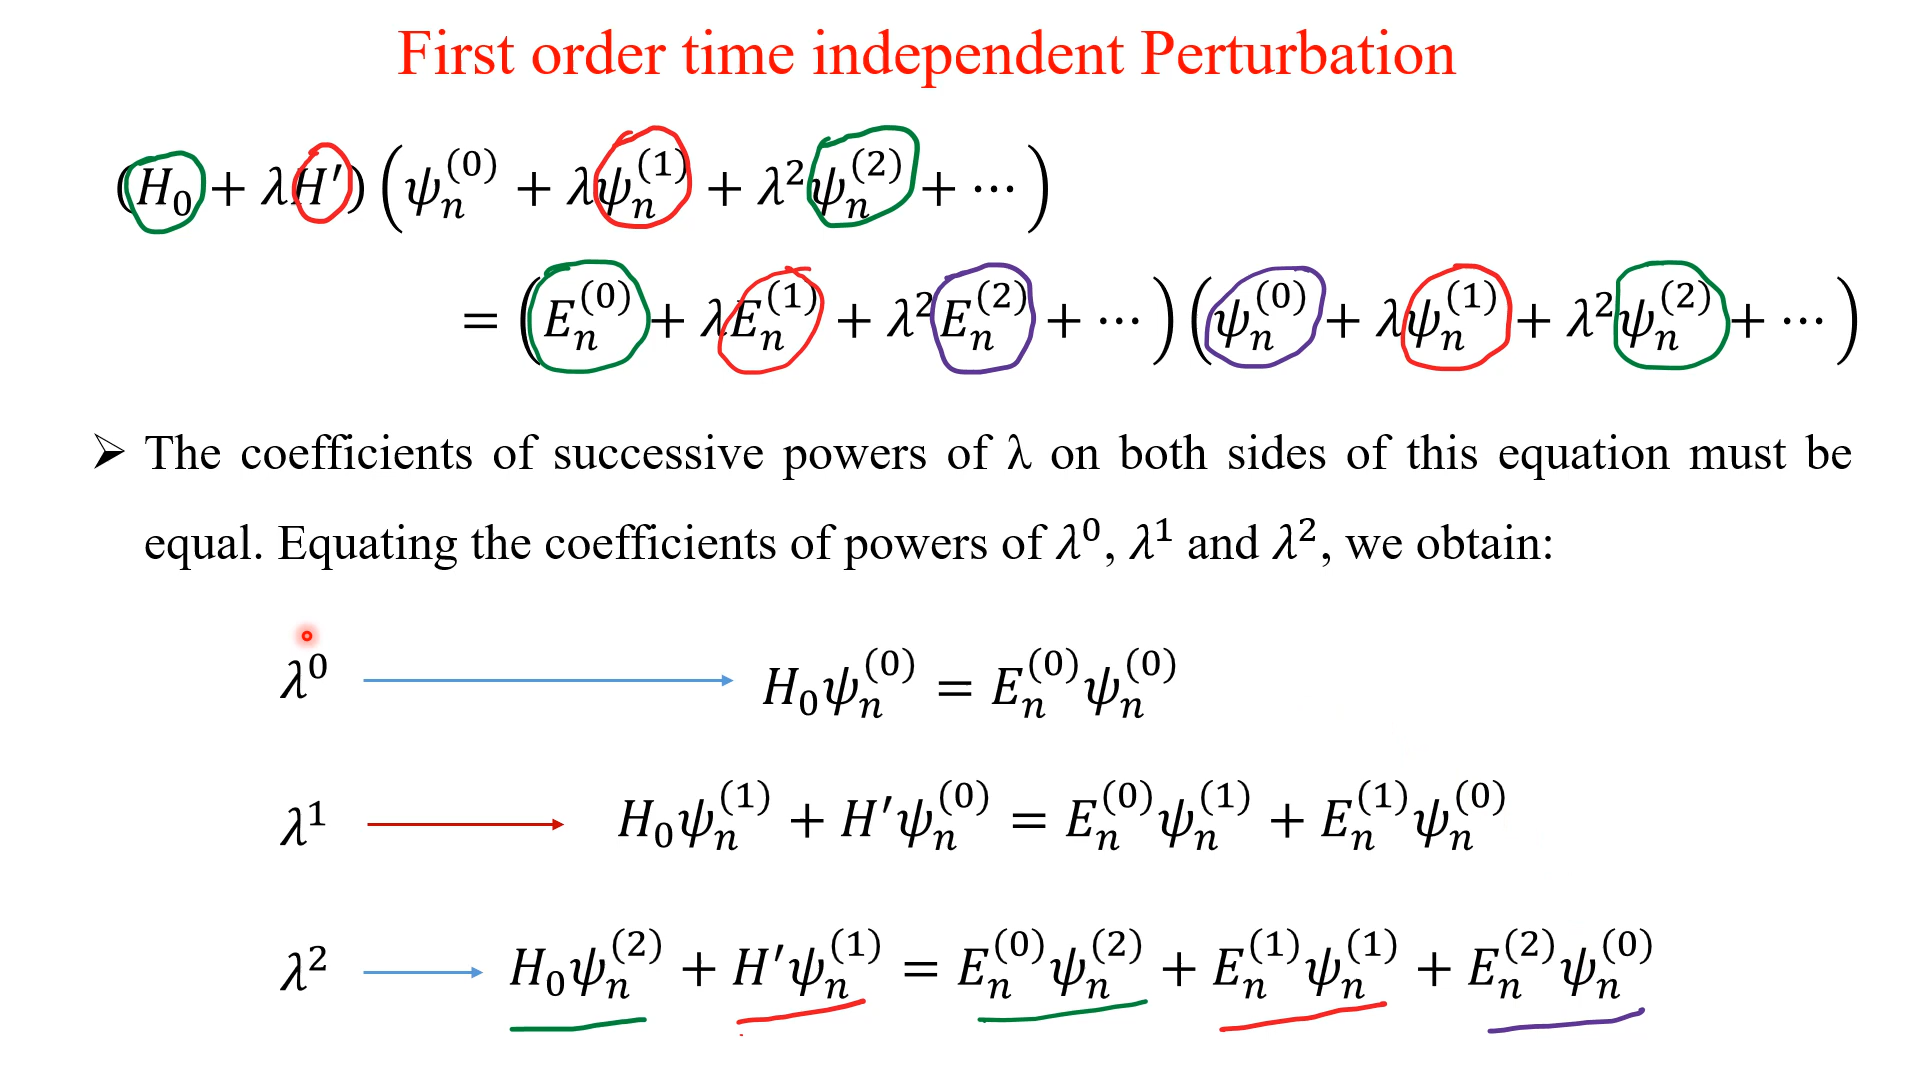 First order time independent Perturbation
(H₀ + λH′)(ψₙ⁽⁰⁾ + λψₙ⁽¹⁾ + λ²ψₙ⁽²⁾ + ⋯)
= (Eₙ⁽⁰⁾ + λEₙ⁽¹⁾ + λ²Eₙ⁽²⁾ + ⋯)(ψₙ⁽⁰⁾ + λψₙ⁽¹⁾ + λ²ψₙ⁽²⁾ + ⋯)
➢ The coefficients of successive powers of λ on both sides of this equation must be
equal. Equating the coefficients of powers of λ⁰, λ¹ and λ², we obtain:
λ⁰ → H₀ψₙ⁽⁰⁾ = Eₙ⁽⁰⁾ψₙ⁽⁰⁾
λ¹ → H₀ψₙ⁽¹⁾ + H′ψₙ⁽⁰⁾ = Eₙ⁽⁰⁾ψₙ⁽¹⁾ + Eₙ⁽¹⁾ψₙ⁽⁰⁾
λ² → H₀ψₙ⁽²⁾ + H′ψₙ⁽¹⁾ = Eₙ⁽⁰⁾ψₙ⁽²⁾ + Eₙ⁽¹⁾ψₙ⁽¹⁾ + Eₙ⁽²⁾ψₙ⁽⁰⁾